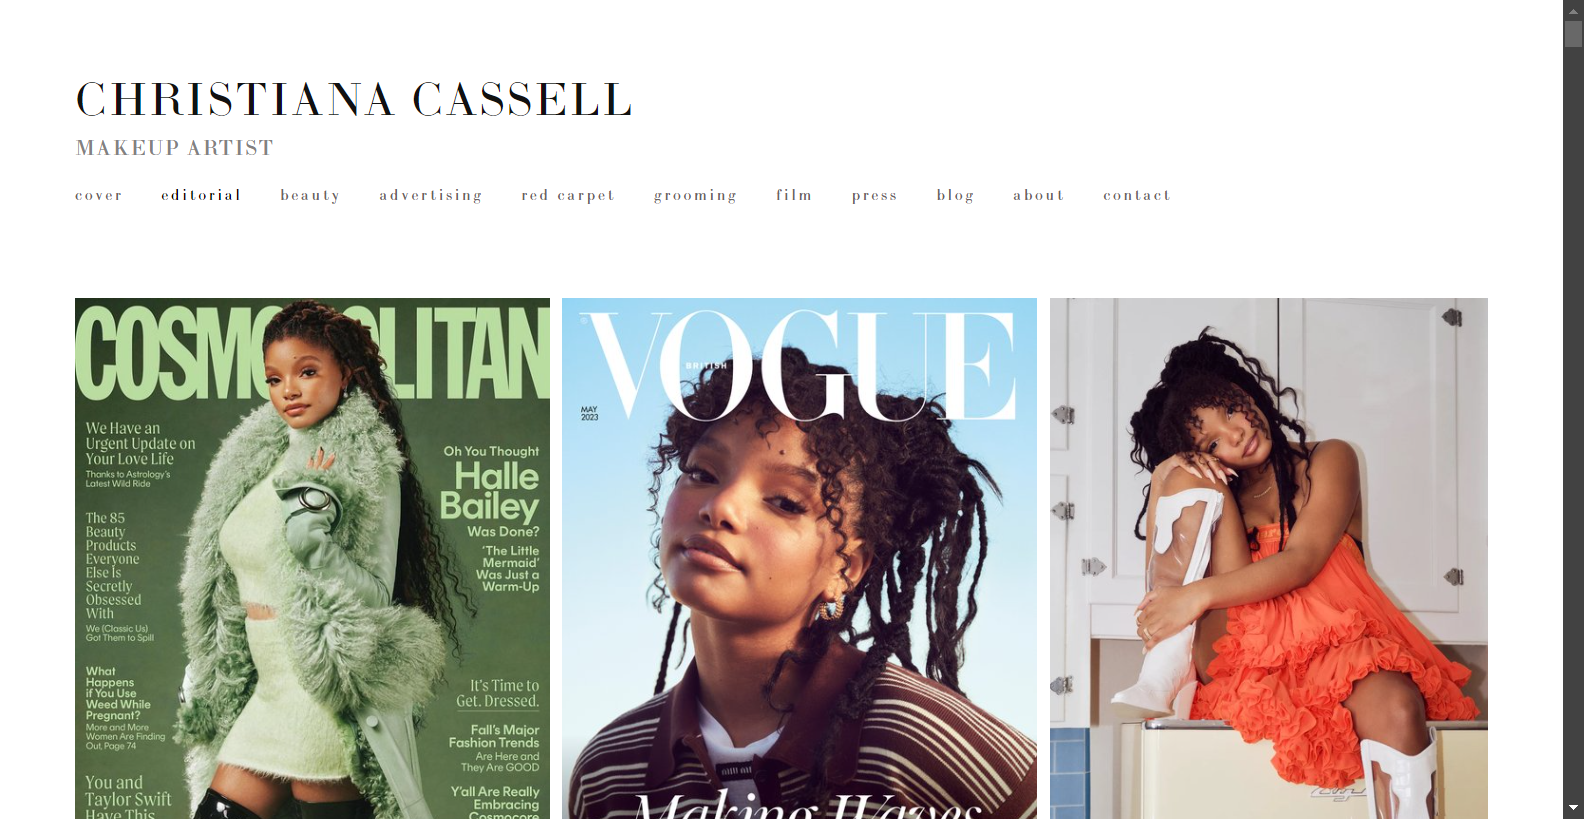 CHRISTIANA CASSELL
MAKEUP ARTIST
cover editorial beauty advertising red carpet grooming film press blog about contact
COSMOPOLITAN
We Have an
Urgent Update on
Your Love Life
Thanks to Astrology's
Latest Wild Ride
The 85
Beauty
Products
Everyone
Else Is
Secretly
Obsessed
With
We (Classic Us)
Got Them to Spill
What
Happens
if You Use
Weed While
Pregnant?
More and More
Women Are Finding
Out, Page 74
You and
Taylor Swift
Have This
Oh You Thought
Halle
Bailey
Was Done?
'The Little
Mermaid'
Was Just a
Warm-Up
It's Time to
Get. Dressed.
Fall's Major
Fashion Trends
Are Here and
They Are GOOD
Y'all Are Really
Embracing
Cosmocore
VOGUE
BRITISH
MAY
2023
Making Waves